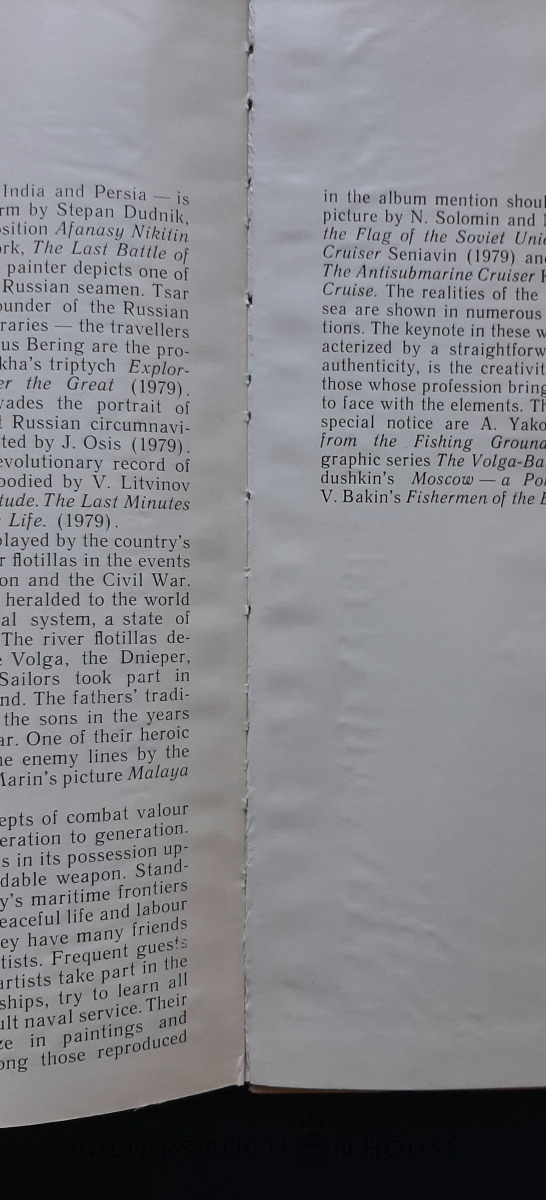 India and Persia — is
rm by Stepan Dudnik,
sition Afanasy Nikitin
rk, The Last Battle of
painter depicts one of
Russian seamen. Tsar
ounder of the Russian
raries — the travellers
us Bering are the pro-
kha's triptych Explor-
er the Great (1979).
vades the portrait of
t Russian circumnavi-
ted by J. Osis (1979).
evolutionary record of
bodied by V. Litvinov
tude. The Last Minutes
Life. (1979).
played by the country's
r flotillas in the events
on and the Civil War.
heralded to the world
al system, a state of
The river flotillas de-
e Volga, the Dnieper,
Sailors took part in
nd. The fathers' tradi-
the sons in the years
ar. One of their heroic
ne enemy lines by the
Marin's picture Malaya
epts of combat valour
eration to generation.
s in its possession up-
dable weapon. Stand-
y's maritime frontiers
eaceful life and labour
ey have many friends
tists. Frequent guests
artists take part in the
ships, try to learn all
ult naval service. Their
ze in paintings and
ong those reproduced
in the album mention shoul
picture by N. Solomin and
the Flag of the Soviet Unio
Cruiser Seniavin (1979) and
The Antisubmarine Cruiser
Cruise. The realities of the
sea are shown in numerous
tions. The keynote in these w
acterized by a straightforw
authenticity, is the creativit
those whose profession bring
to face with the elements. Th
special notice are A. Yako
from the Fishing Ground
graphic series The Volga-Ba
dushkin's Moscow — a Po
V. Bakin's Fishermen of the B
BALTARS AUCTION HOUSE